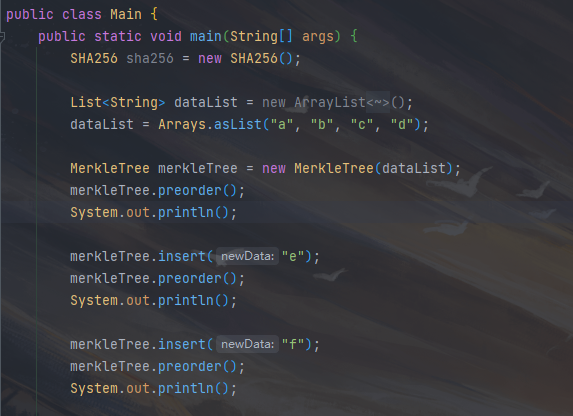 public class Main {
public static void main(String[] args) {
SHA256 sha256 = new SHA256();
List<String> dataList = new ArrayList<~>();
dataList = Arrays.asList("a", "b", "c", "d");
MerkleTree merkleTree = new MerkleTree(dataList);
merkleTree.preorder();
System.out.println();
merkleTree.insert( newData: "e");
merkleTree.preorder();
System.out.println();
merkleTree.insert( newData: "f");
merkleTree.preorder();
System.out.println();